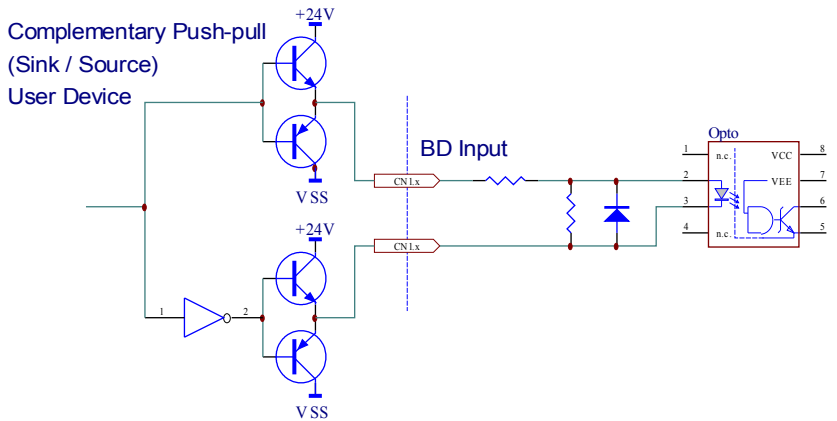 Complementary Push-pull
(Sink / Source)
User Device
+24V
VSS
CN1.x
BD Input
Opto
1
n.c.
VCC
8
2
VEE
7
3
6
4
n.c.
5
+24V
CN1.x
1
2
VSS